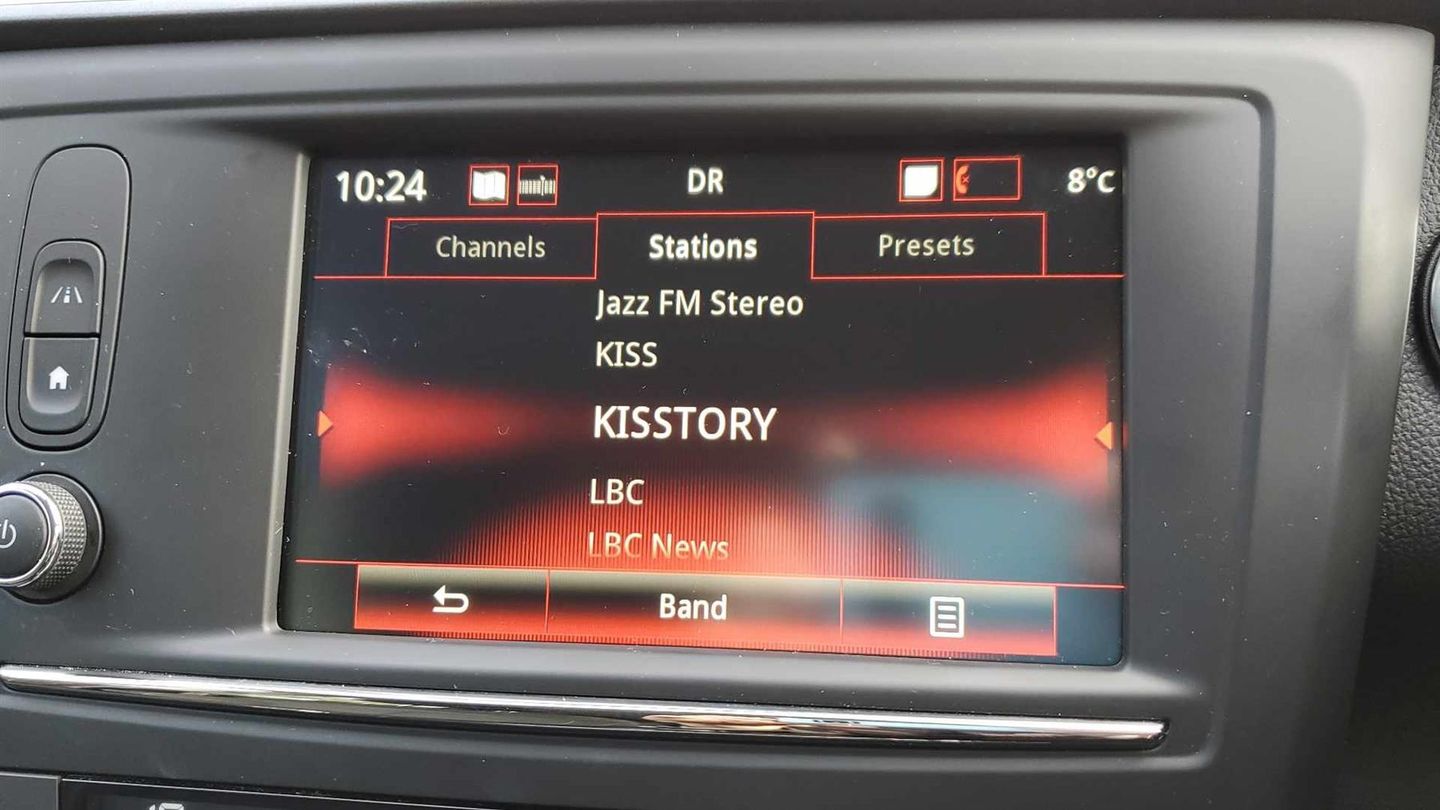 10:24 DR 8°C
Channels Stations Presets
Jazz FM Stereo
KISS
KISSTORY
LBC
LBC News
Band